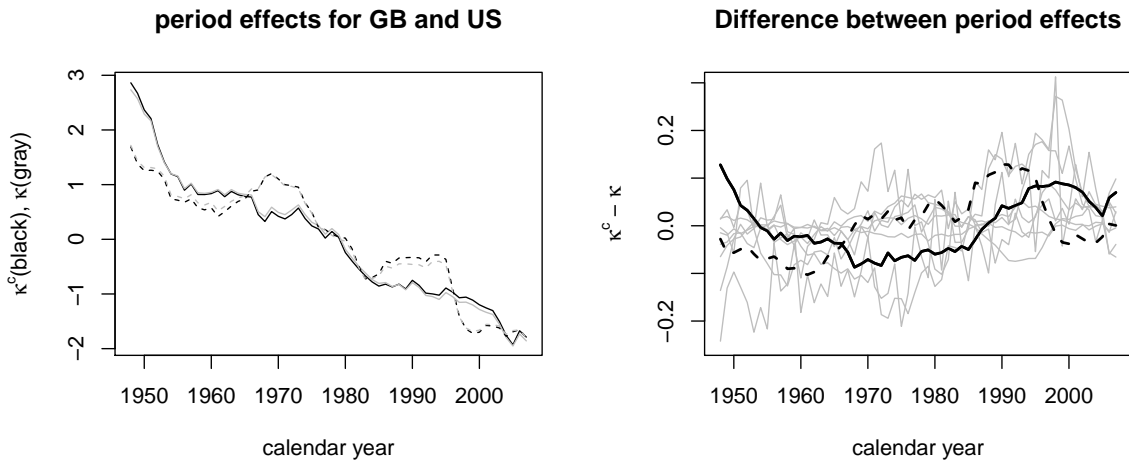 period effects for GB and US
κᶜ(black), κ(gray)
3
2
1
0
−1
−2
1950 1960 1970 1980 1990 2000
calendar year
Difference between period effects
κᶜ − κ
0.2
0.0
−0.2
1950 1960 1970 1980 1990 2000
calendar year